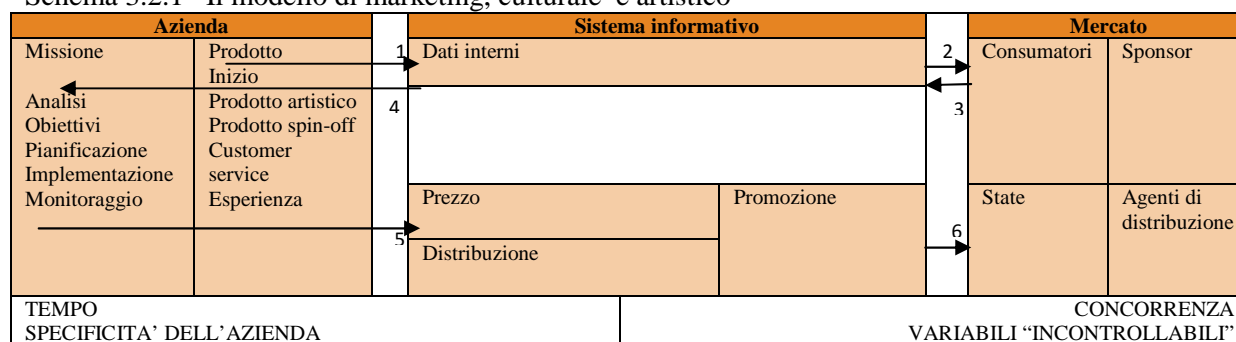 Schema 3.2.1 Il modello di marketing, culturale e artistico
Azienda
Sistema informativo
Mercato
Missione
Analisi
Obiettivi
Pianificazione
Implementazione
Monitoraggio
Prodotto
Inizio
Prodotto artistico
Prodotto spin-off
Customer
service
Esperienza
1
4
5
Dati interni
Prezzo
Promozione
Distribuzione
2
3
6
Consumatori
Sponsor
State
Agenti di
distribuzione
TEMPO
SPECIFICITA’ DELL’AZIENDA
CONCORRENZA
VARIABILI “INCONTROLLABILI”